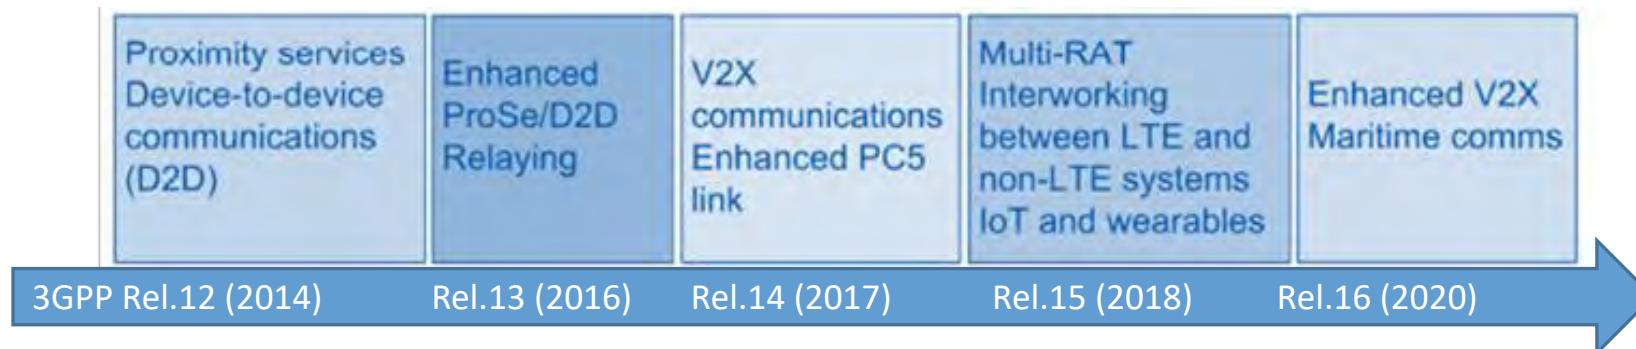 Proximity services
Device-to-device
communications
(D2D)
Enhanced
ProSe/D2D
Relaying
V2X
communications
Enhanced PC5
link
Multi-RAT
Interworking
between LTE and
non-LTE systems
IoT and wearables
Enhanced V2X
Maritime comms
3GPP Rel.12 (2014) Rel.13 (2016) Rel.14 (2017) Rel.15 (2018) Rel.16 (2020)